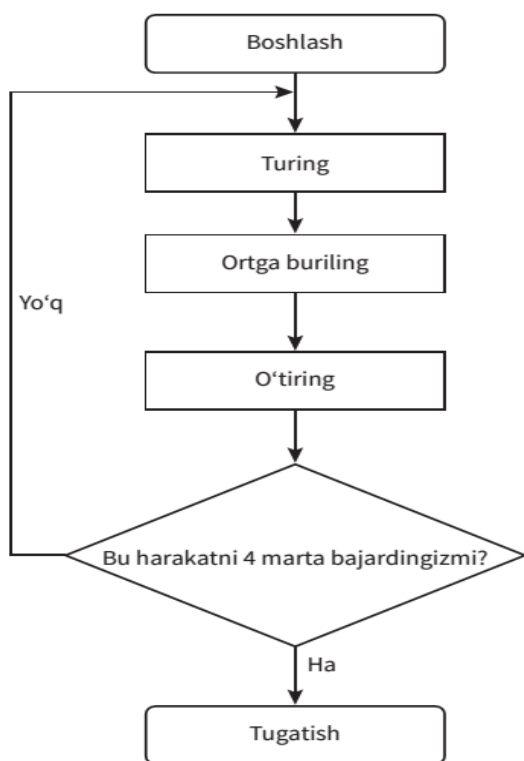 Boshlash
Turing
Ortga buriling
Yo‘q
O‘tiring
Bu harakatni 4 marta bajardingizmi?
Ha
Tugatish